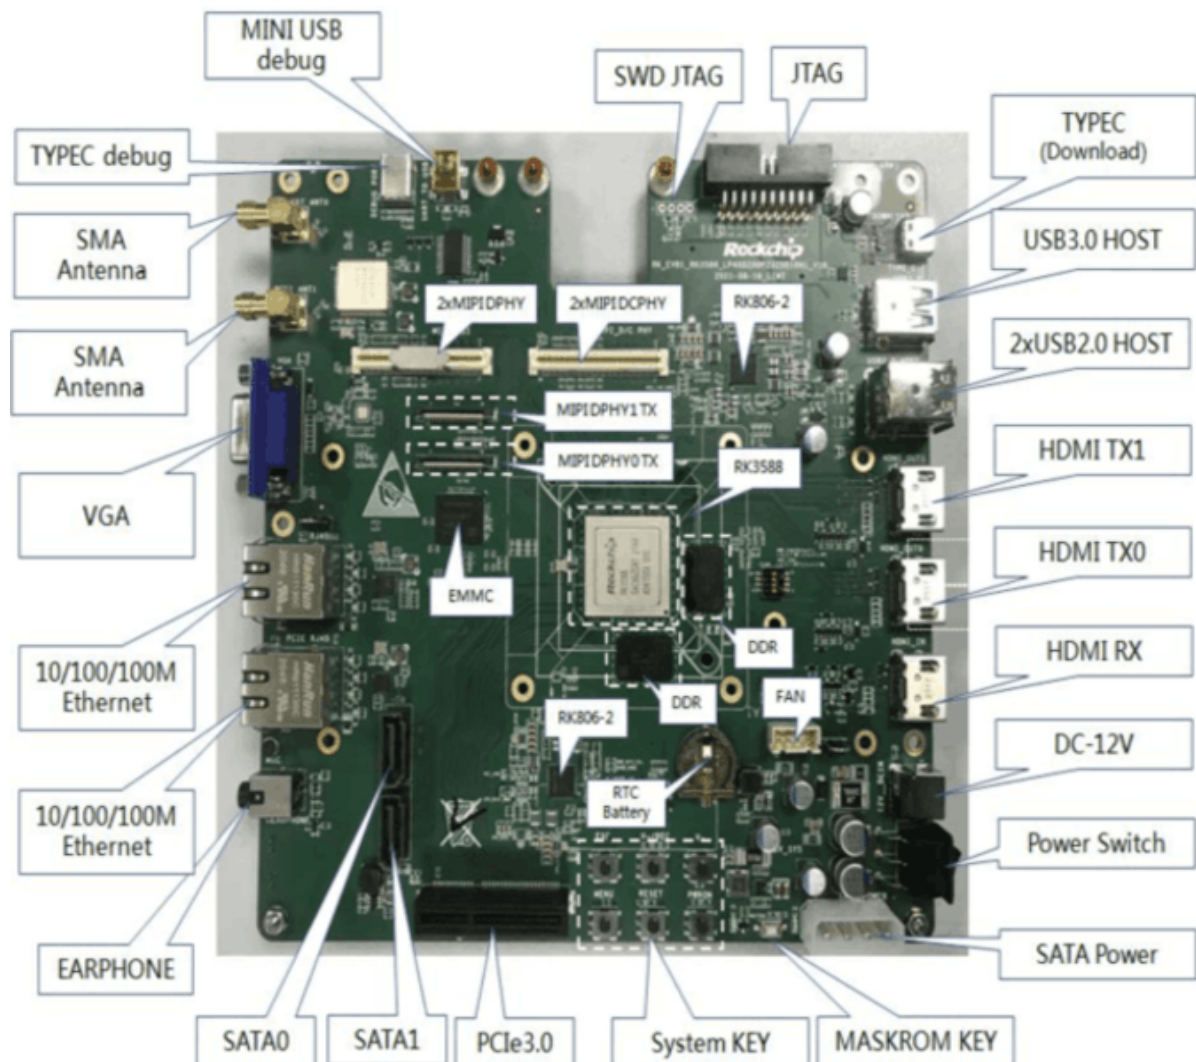 MINI USB
debug
SWD JTAG
JTAG
TYPEC
(Download)
TYPEC debug
USB3.0 HOST
SMA
Antenna
Rockchip
2xMIPIDPHY
2xMIPIDCPHY
RK806-2
2xUSB2.0 HOST
SMA
Antenna
MIPIDPHY1 TX
MIPIDPHY0 TX
RK3588
HDMI TX1
VGA
HDMI TX0
Rockchip
EMMC
DDR
HDMI RX
10/100/100M
Ethernet
DDR
FAN
RK806-2
DC-12V
RTC
Battery
10/100/100M
Ethernet
Power Switch
MENU
RESET
EARPHONE
SATA Power
SATA0
SATA1
PCIe3.0
System KEY
MASKROM KEY